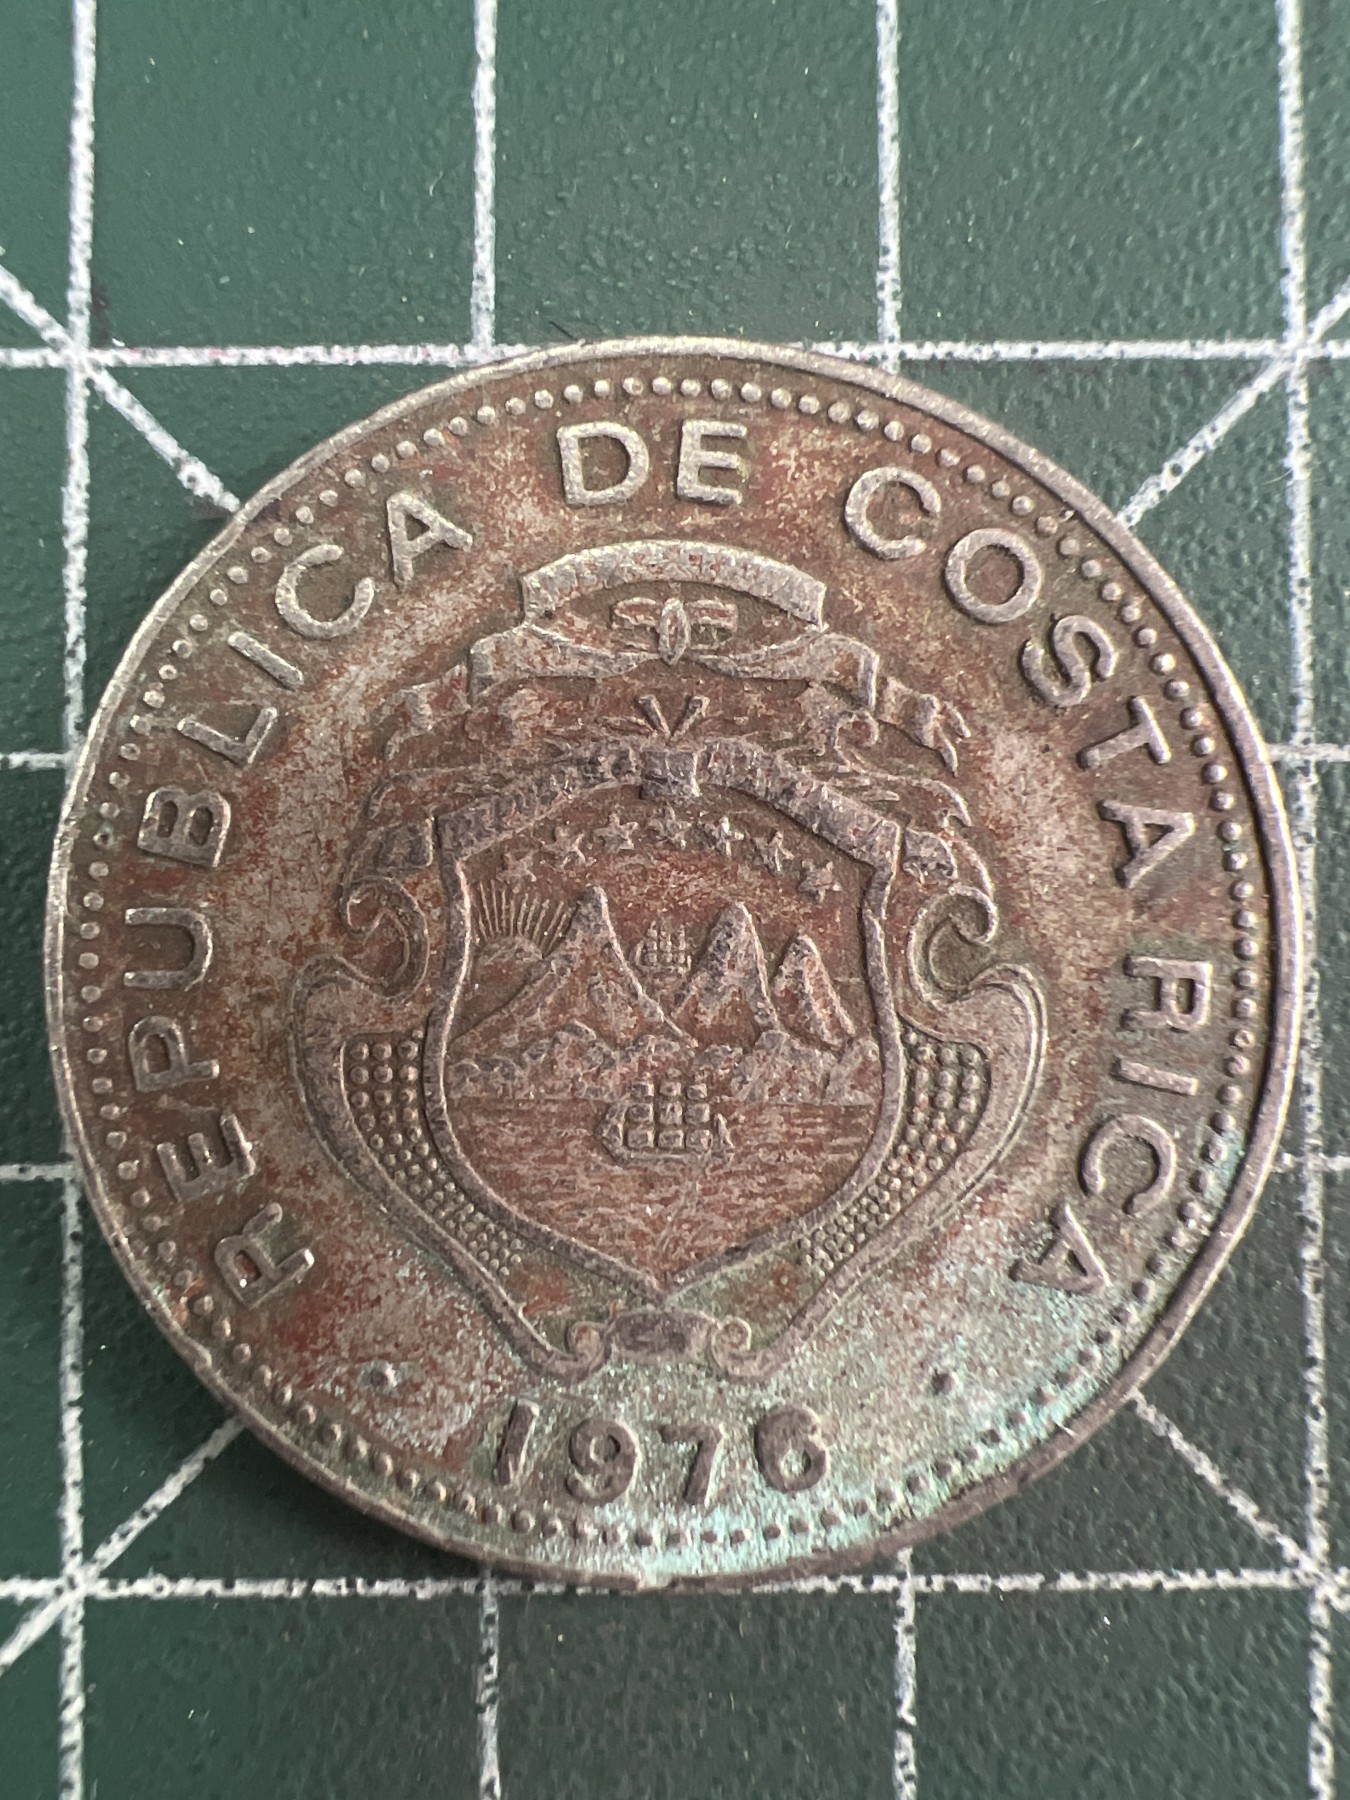 REPUBLICA DE COSTA RICA
1976